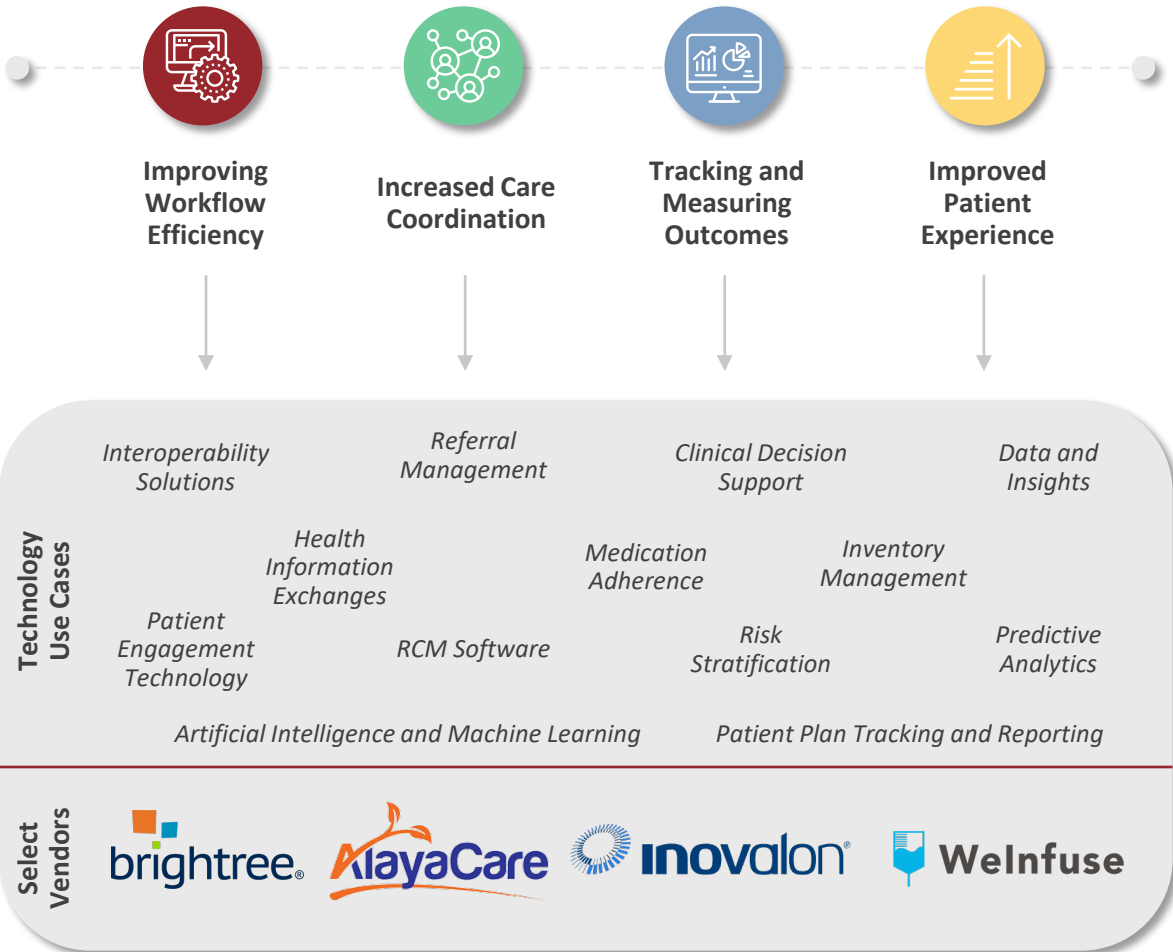 Improving
Workflow
Efficiency
Increased Care
Coordination
Tracking and
Measuring
Outcomes
Improved
Patient
Experience
Technology
Use Cases
Interoperability
Solutions
Referral
Management
Clinical Decision
Support
Data and
Insights
Health
Information
Exchanges
Medication
Adherence
Inventory
Management
Patient
Engagement
Technology
RCM Software
Risk
Stratification
Predictive
Analytics
Artificial Intelligence and Machine Learning
Patient Plan Tracking and Reporting
Select
Vendors
brightree®
AlayaCare
ınovalon®
WeInfuse